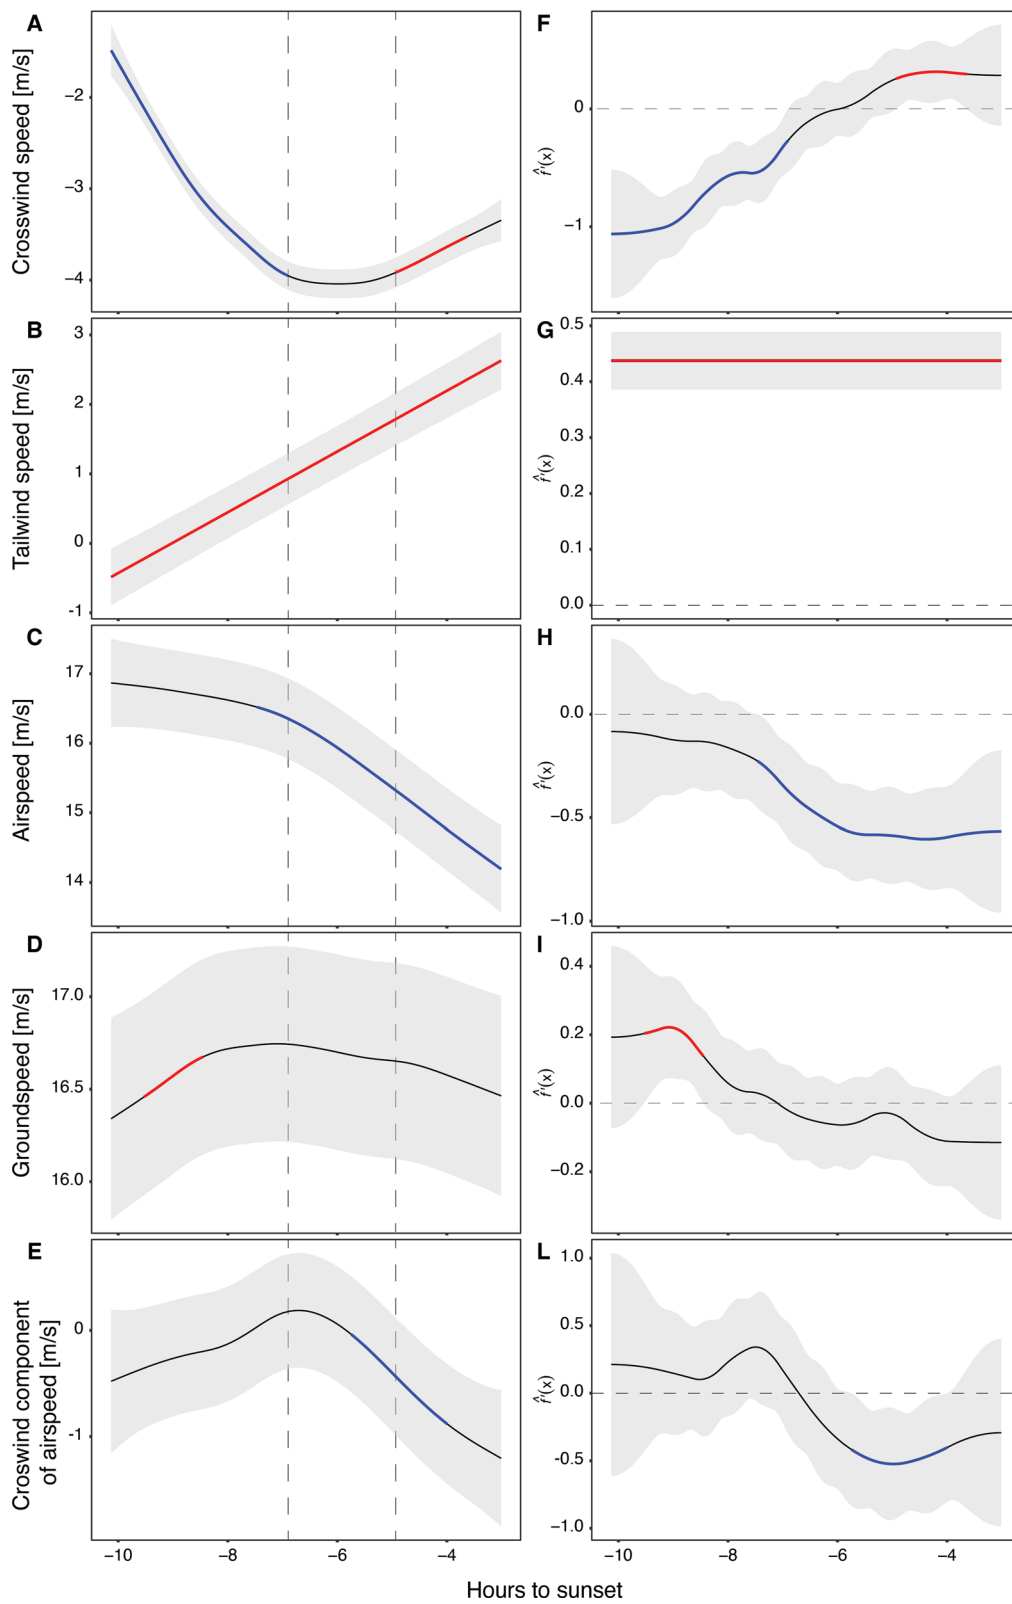 A
Crosswind speed [m/s]
−2
−3
−4
F
f̂'(x)
0
−1
B
Tailwind speed [m/s]
3
2
1
0
-1
G
f̂'(x)
0.5
0.4
0.3
0.2
0.1
0.0
C
Airspeed [m/s]
17
16
15
14
H
f̂'(x)
0.0
−0.5
−1.0
D
Groundspeed [m/s]
17.0
16.5
16.0
I
f̂'(x)
0.4
0.2
0.0
−0.2
E
Croswind component
of airspeed [m/s]
0
-1
L
f̂'(x)
1.0
0.5
0.0
−0.5
−1.0
−10 −8 −6 −4
−10 −8 −6 −4
Hours to sunset